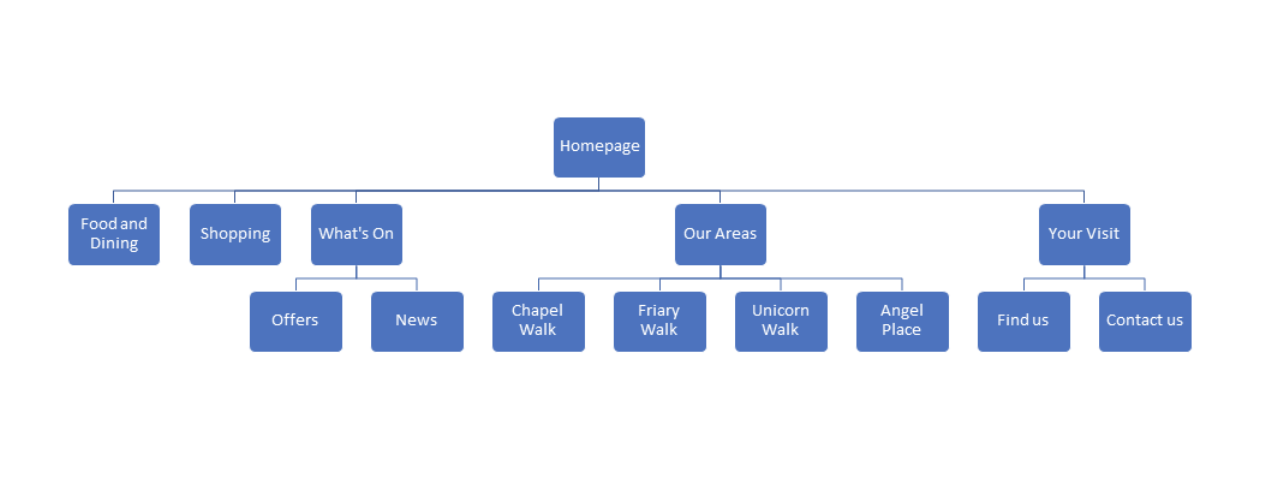 Homepage
Food and
Dining
Shopping
What's On
Our Areas
Your Visit
Offers
News
Chapel
Walk
Friary
Walk
Unicorn
Walk
Angel
Place
Find us
Contact us